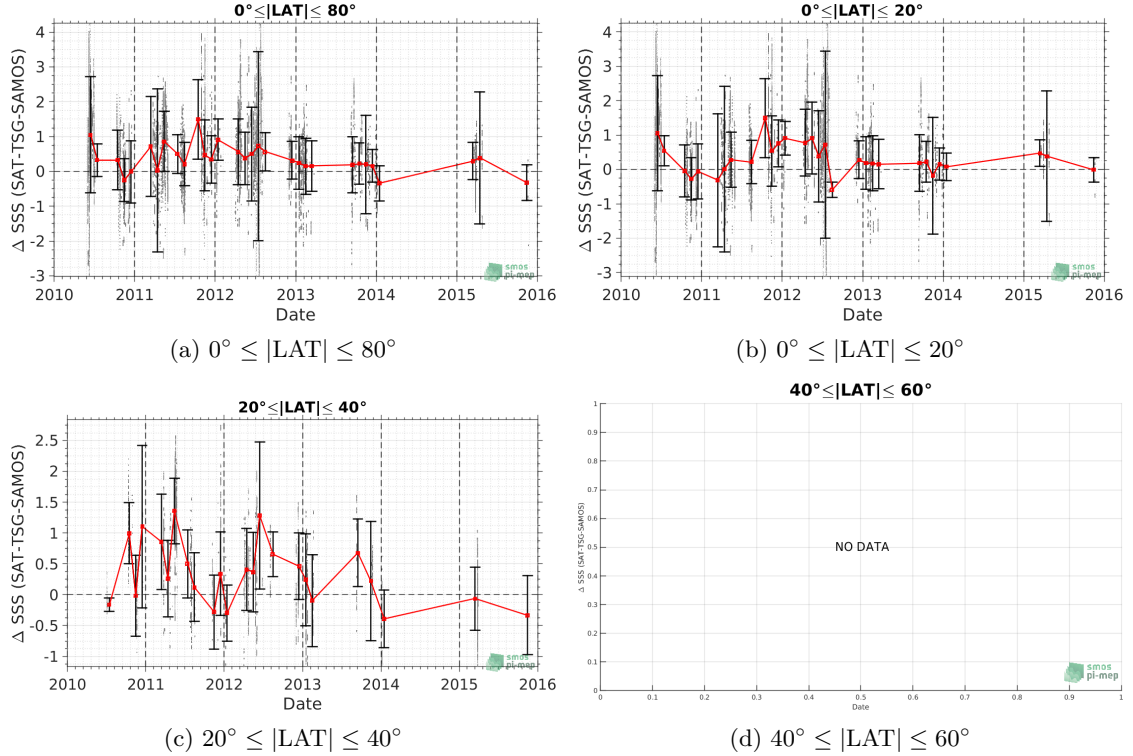 0°≤|LAT|≤ 80°
Δ SSS (SAT-TSG-SAMOS)
4
3
2
1
0
-1
-2
-3
2010 2011 2012 2013 2014 2015 2016
Date
smos
pi-mep
(a) 0° ≤ |LAT| ≤ 80°
0°≤|LAT|≤ 20°
Δ SSS (SAT-TSG-SAMOS)
4
3
2
1
0
-1
-2
-3
2010 2011 2012 2013 2014 2015 2016
Date
smos
pi-mep
(b) 0° ≤ |LAT| ≤ 20°
20°≤|LAT|≤ 40°
Δ SSS (SAT-TSG-SAMOS)
2.5
2
1.5
1
0.5
0
-0.5
-1
2010 2011 2012 2013 2014 2015 2016
Date
smos
pi-mep
(c) 20° ≤ |LAT| ≤ 40°
40°≤|LAT|≤ 60°
Δ SSS (SAT-TSG-SAMOS)
1
0.9
0.8
0.7
0.6
0.5
0.4
0.3
0.2
0.1
0
NO DATA
0 0.1 0.2 0.3 0.4 0.5 0.6 0.7 0.8 0.9 1
Date
smos
pi-mep
(d) 40° ≤ |LAT| ≤ 60°